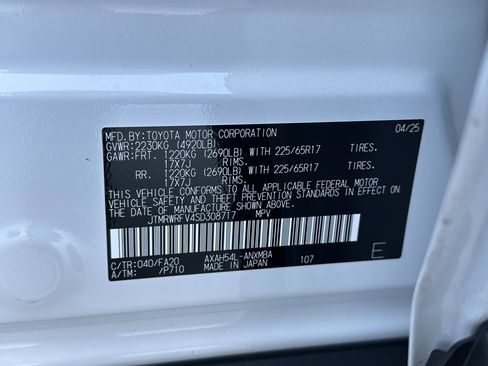 MFD.BY:TOYOTA MOTOR CORPORATION 04/25
GVWR:2230KG (4920LB)
GAWR:FRT. 1220KG (2690LB) WITH 225/65R17 TIRES.
17X7J RIMS.
RR. 1220KG (2690LB) WITH 225/65R17 TIRES.
17X7J RIMS.
THIS VEHICLE CONFORMS TO ALL APPLICABLE FEDERAL MOTOR
VEHICLE SAFETY AND THEFT PREVENTION STANDARDS IN EFFECT ON
THE DATE OF MANUFACTURE SHOWN ABOVE.
JTMRWRFV4SD308717 MPV
C/TR:040/FA20 AXAH54L-ANXMBA
A/TM: /P710 MADE IN JAPAN 107 E